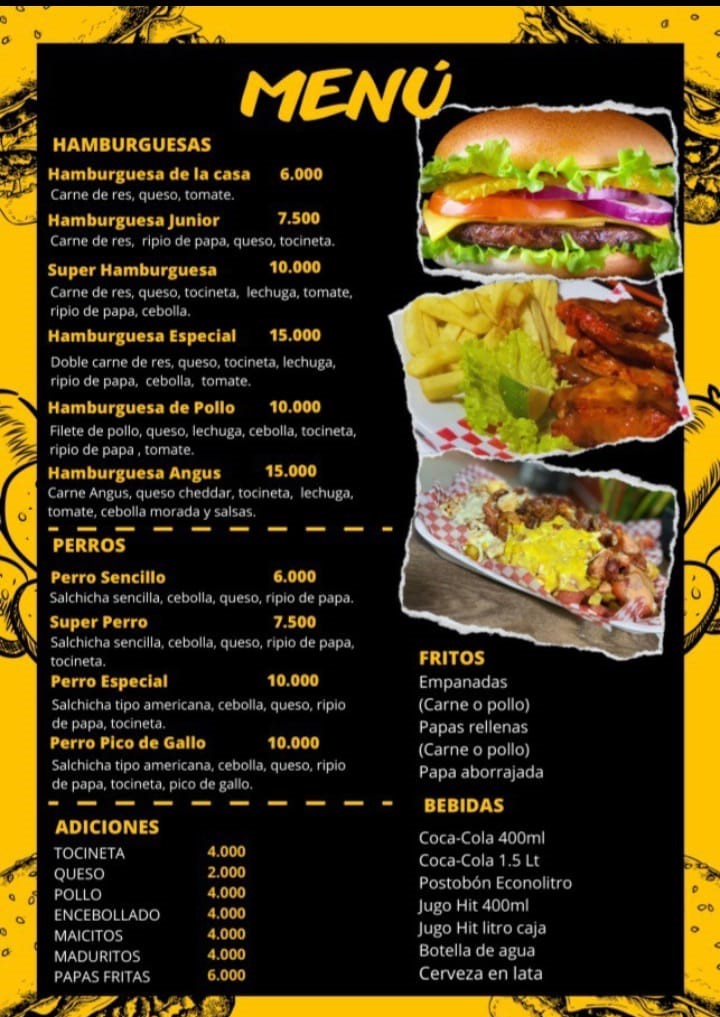 MENÚ
HAMBURGUESAS
Hamburguesa de la casa 6.000
Carne de res, queso, tomate.
Hamburguesa Junior 7.500
Carne de res, ripio de papa, queso, tocineta.
Super Hamburguesa 10.000
Carne de res, queso, tocineta, lechuga, tomate,
ripio de papa, cebolla.
Hamburguesa Especial 15.000
Doble carne de res, queso, tocineta, lechuga,
ripio de papa, cebolla, tomate.
Hamburguesa de Pollo 10.000
Filete de pollo, queso, lechuga, cebolla, tocineta,
ripio de papa , tomate.
Hamburguesa Angus 15.000
Carne Angus, queso cheddar, tocineta, lechuga,
tomate, cebolla morada y salsas.
PERROS
Perro Sencillo 6.000
Salchicha sencilla, cebolla, queso, ripio de papa.
Super Perro 7.500
Salchicha sencilla, cebolla, queso, ripio de papa,
tocineta.
Perro Especial 10.000
Salchicha tipo americana, cebolla, queso, ripio
de papa, tocineta.
Perro Pico de Gallo 10.000
Salchicha tipo americana, cebolla, queso, ripio
de papa, tocineta, pico de gallo.
ADICIONES
TOCINETA 4.000
QUESO 2.000
POLLO 4.000
ENCEBOLLADO 4.000
MAICITOS 4.000
MADURITOS 4.000
PAPAS FRITAS 6.000
FRITOS
Empanadas
(Carne o pollo)
Papas rellenas
(Carne o pollo)
Papa aborrajada
BEBIDAS
Coca-Cola 400ml
Coca-Cola 1.5 Lt
Postobón Econolitro
Jugo Hit 400ml
Jugo Hit litro caja
Botella de agua
Cerveza en lata